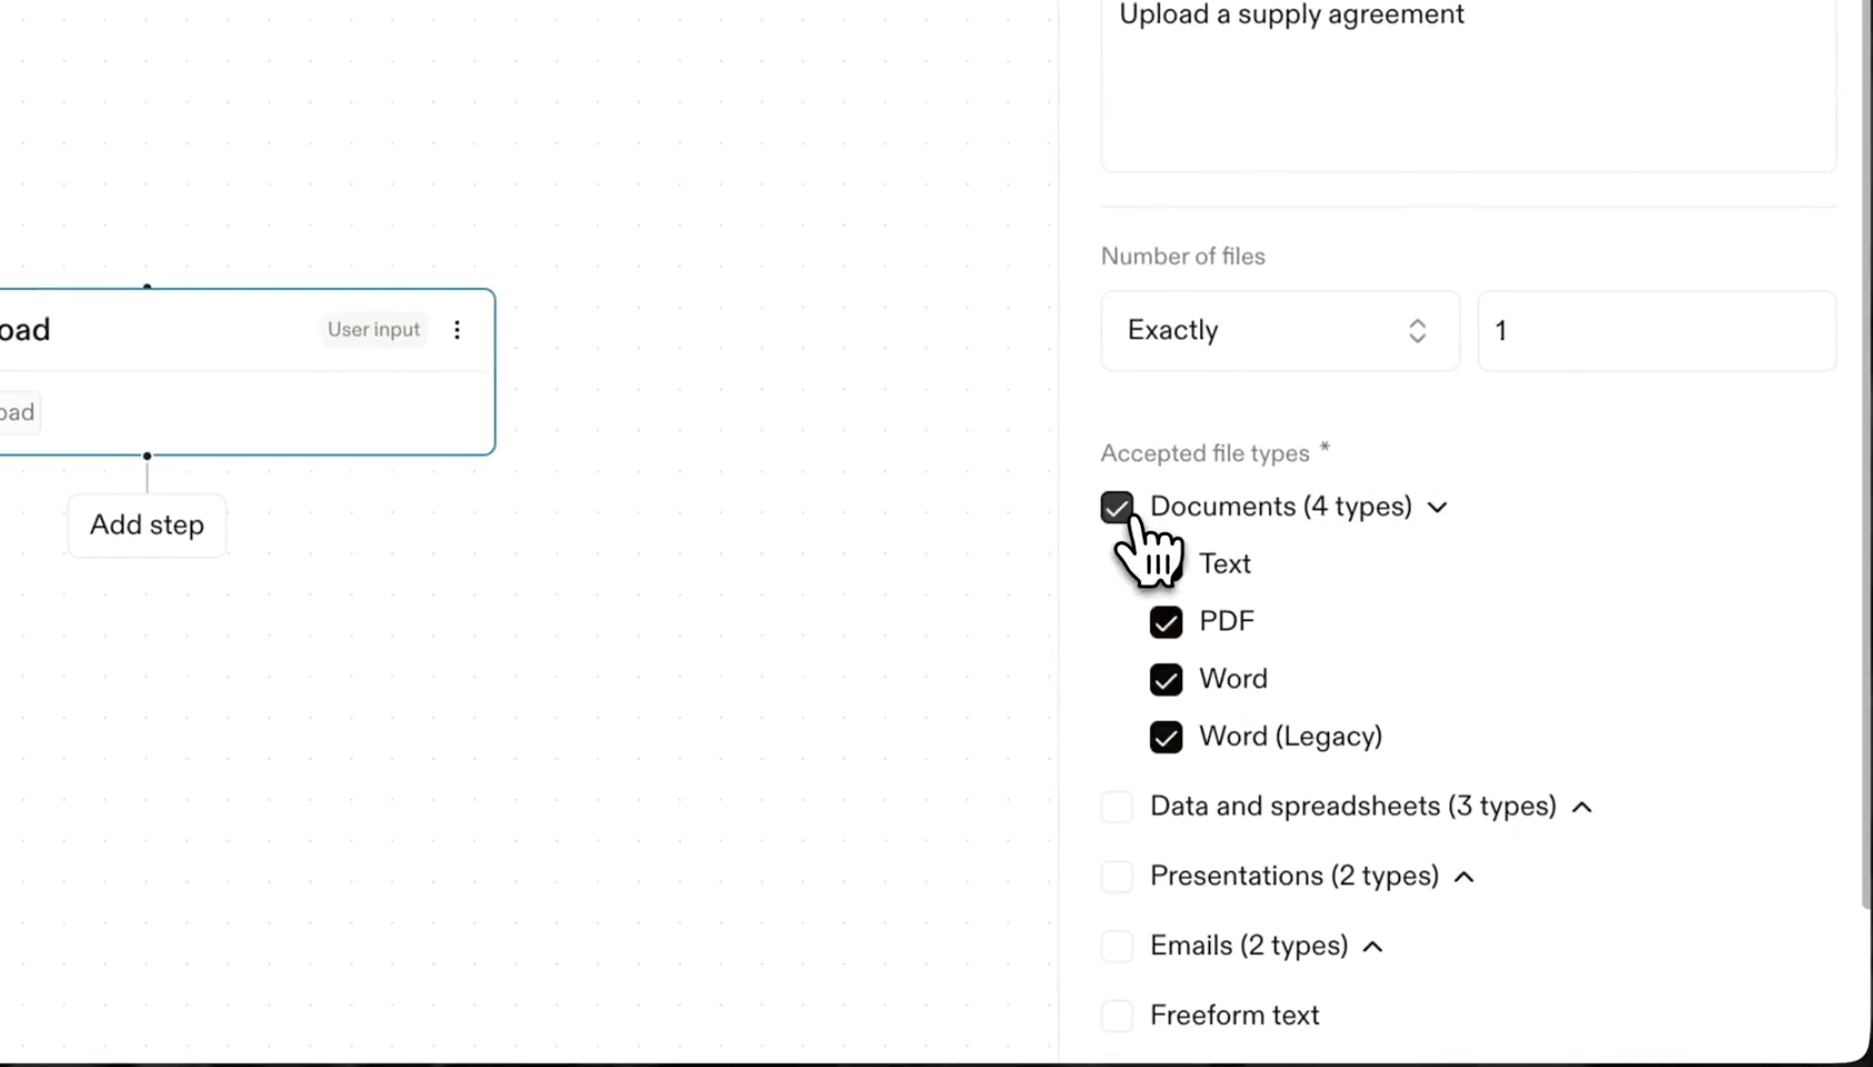 Upload a supply agreement
Number of files
Exactly
1
oad
User input
oad
Add step
Accepted file types *
Documents (4 types)
Text
PDF
Word
Word (Legacy)
Data and spreadsheets (3 types)
Presentations (2 types)
Emails (2 types)
Freeform text